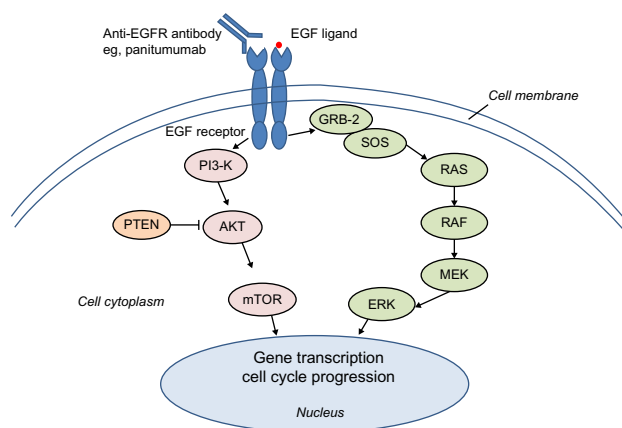 Anti-EGFR antibody
eg, panitumumab
EGF ligand
Cell membrane
GRB-2
SOS
EGF receptor
PI3-K
RAS
PTEN
AKT
RAF
MEK
Cell cytoplasm
mTOR
ERK
Gene transcription
cell cycle progression
Nucleus